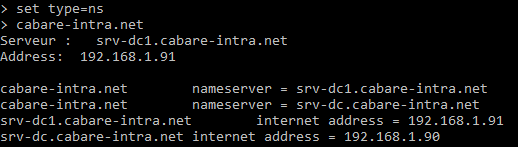 > set type=ns
> cabare-intra.net
Serveur :   srv-dc1.cabare-intra.net
Address:  192.168.1.91
cabare-intra.net        nameserver = srv-dc1.cabare-intra.net
cabare-intra.net        nameserver = srv-dc.cabare-intra.net
srv-dc1.cabare-intra.net        internet address = 192.168.1.91
srv-dc.cabare-intra.net internet address = 192.168.1.90